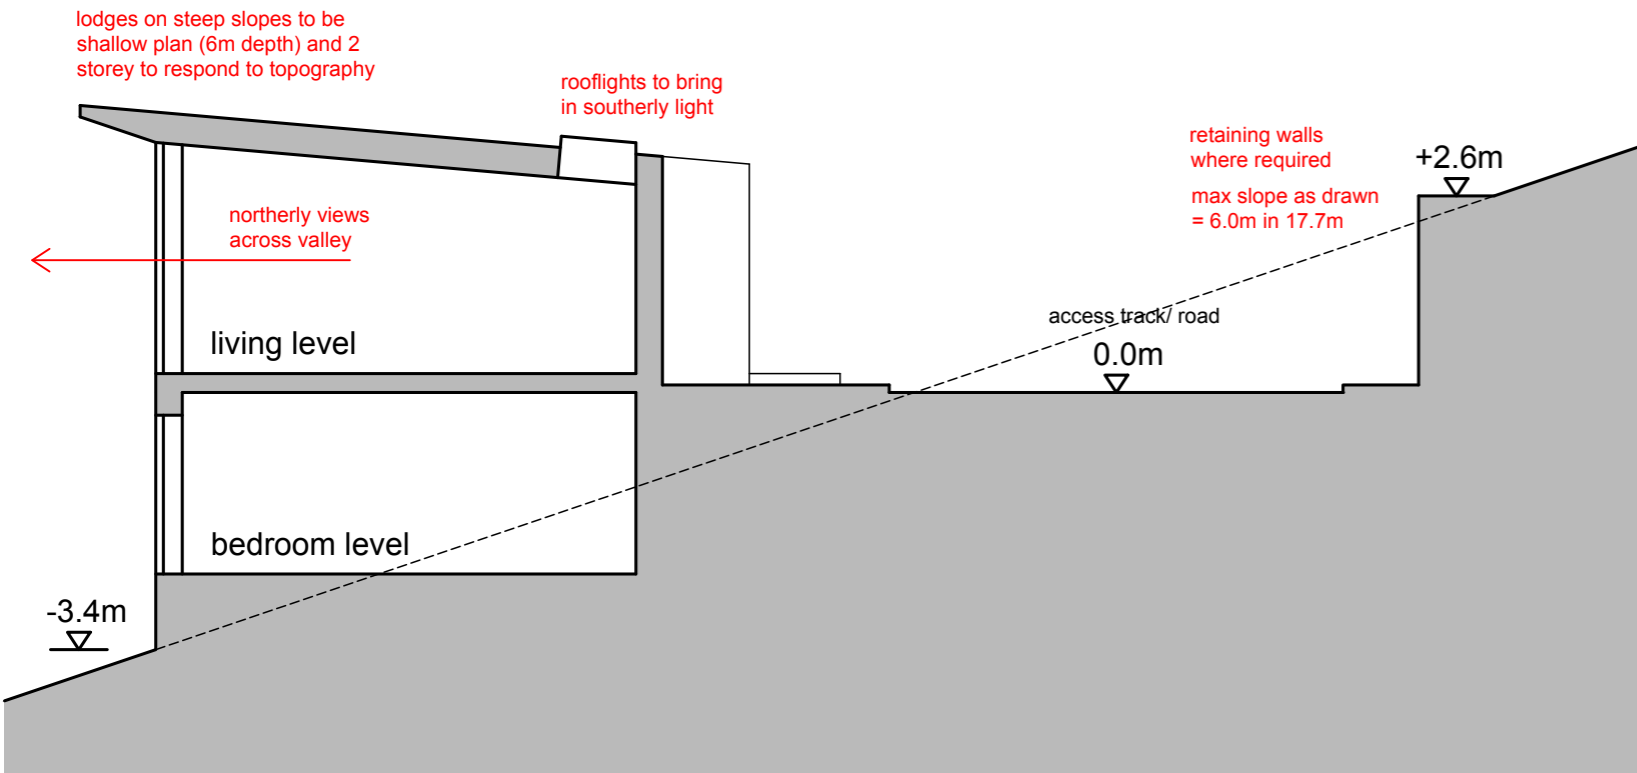 lodges on steep slopes to be
shallow plan (6m depth) and 2
storey to respond to topography
rooflights to bring
in southerly light
retaining walls
where required
+2.6m
max slope as drawn
= 6.0m in 17.7m
northerly views
across valley
access track/ road
living level
0.0m
bedroom level
-3.4m